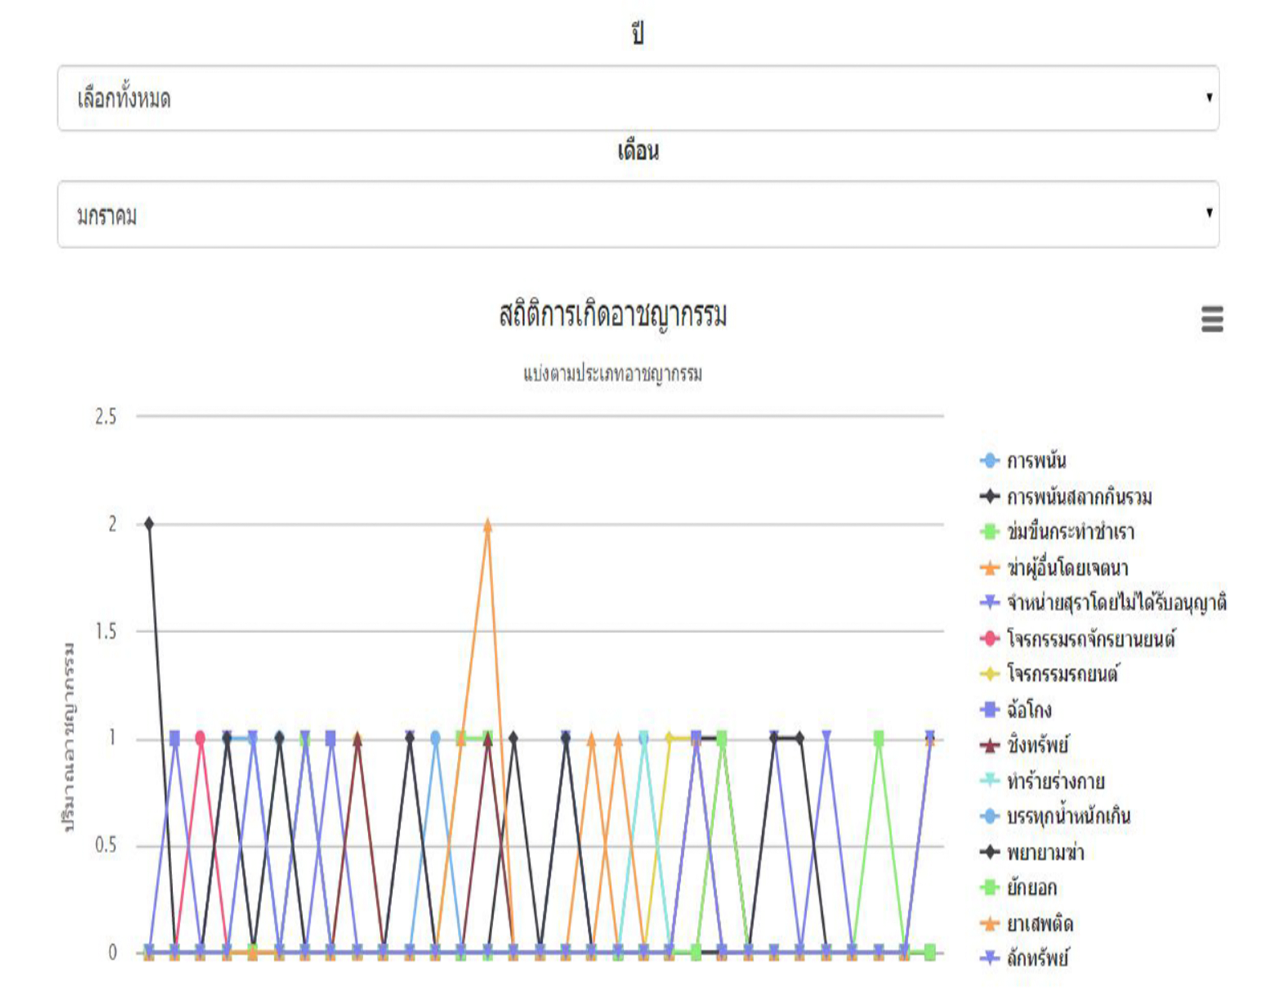 ปี
เลือกทั้งหมด
เดือน
มกราคม
สถิติการเกิดอาชญากรรม
แบ่งตามประเภทอาชญากรรม
ปริมาณอาชญากรรม
2.5
2
1.5
1
0.5
0
การพนัน
การพนันสลากกินรวม
ข่มขืนกระทำชำเรา
ฆ่าผู้อื่นโดยเจตนา
จำหน่ายสุราโดยไม่ได้รับอนุญาติ
โจรกรรมรถจักรยานยนต์
โจรกรรมรถยนต์
ฉ้อโกง
ชิงทรัพย์
ทำร้ายร่างกาย
บรรทุกน้ำหนักเกิน
พยายามฆ่า
ยักยอก
ยาเสพติด
ลักทรัพย์